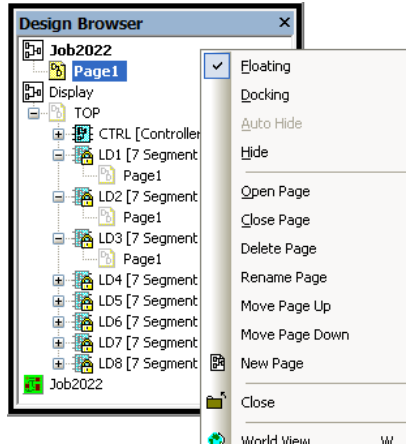 Design Browser ×
Job2022
Page1
Display
TOP
CTRL [Controller
LD1 [7 Segment
Page1
LD2 [7 Segment
Page1
LD3 [7 Segment
Page1
LD4 [7 Segment
LD5 [7 Segment
LD6 [7 Segment
LD7 [7 Segment
LD8 [7 Segment
Job2022
Floating
Docking
Auto Hide
Hide
Open Page
Close Page
Delete Page
Rename Page
Move Page Up
Move Page Down
New Page
Close
World View W